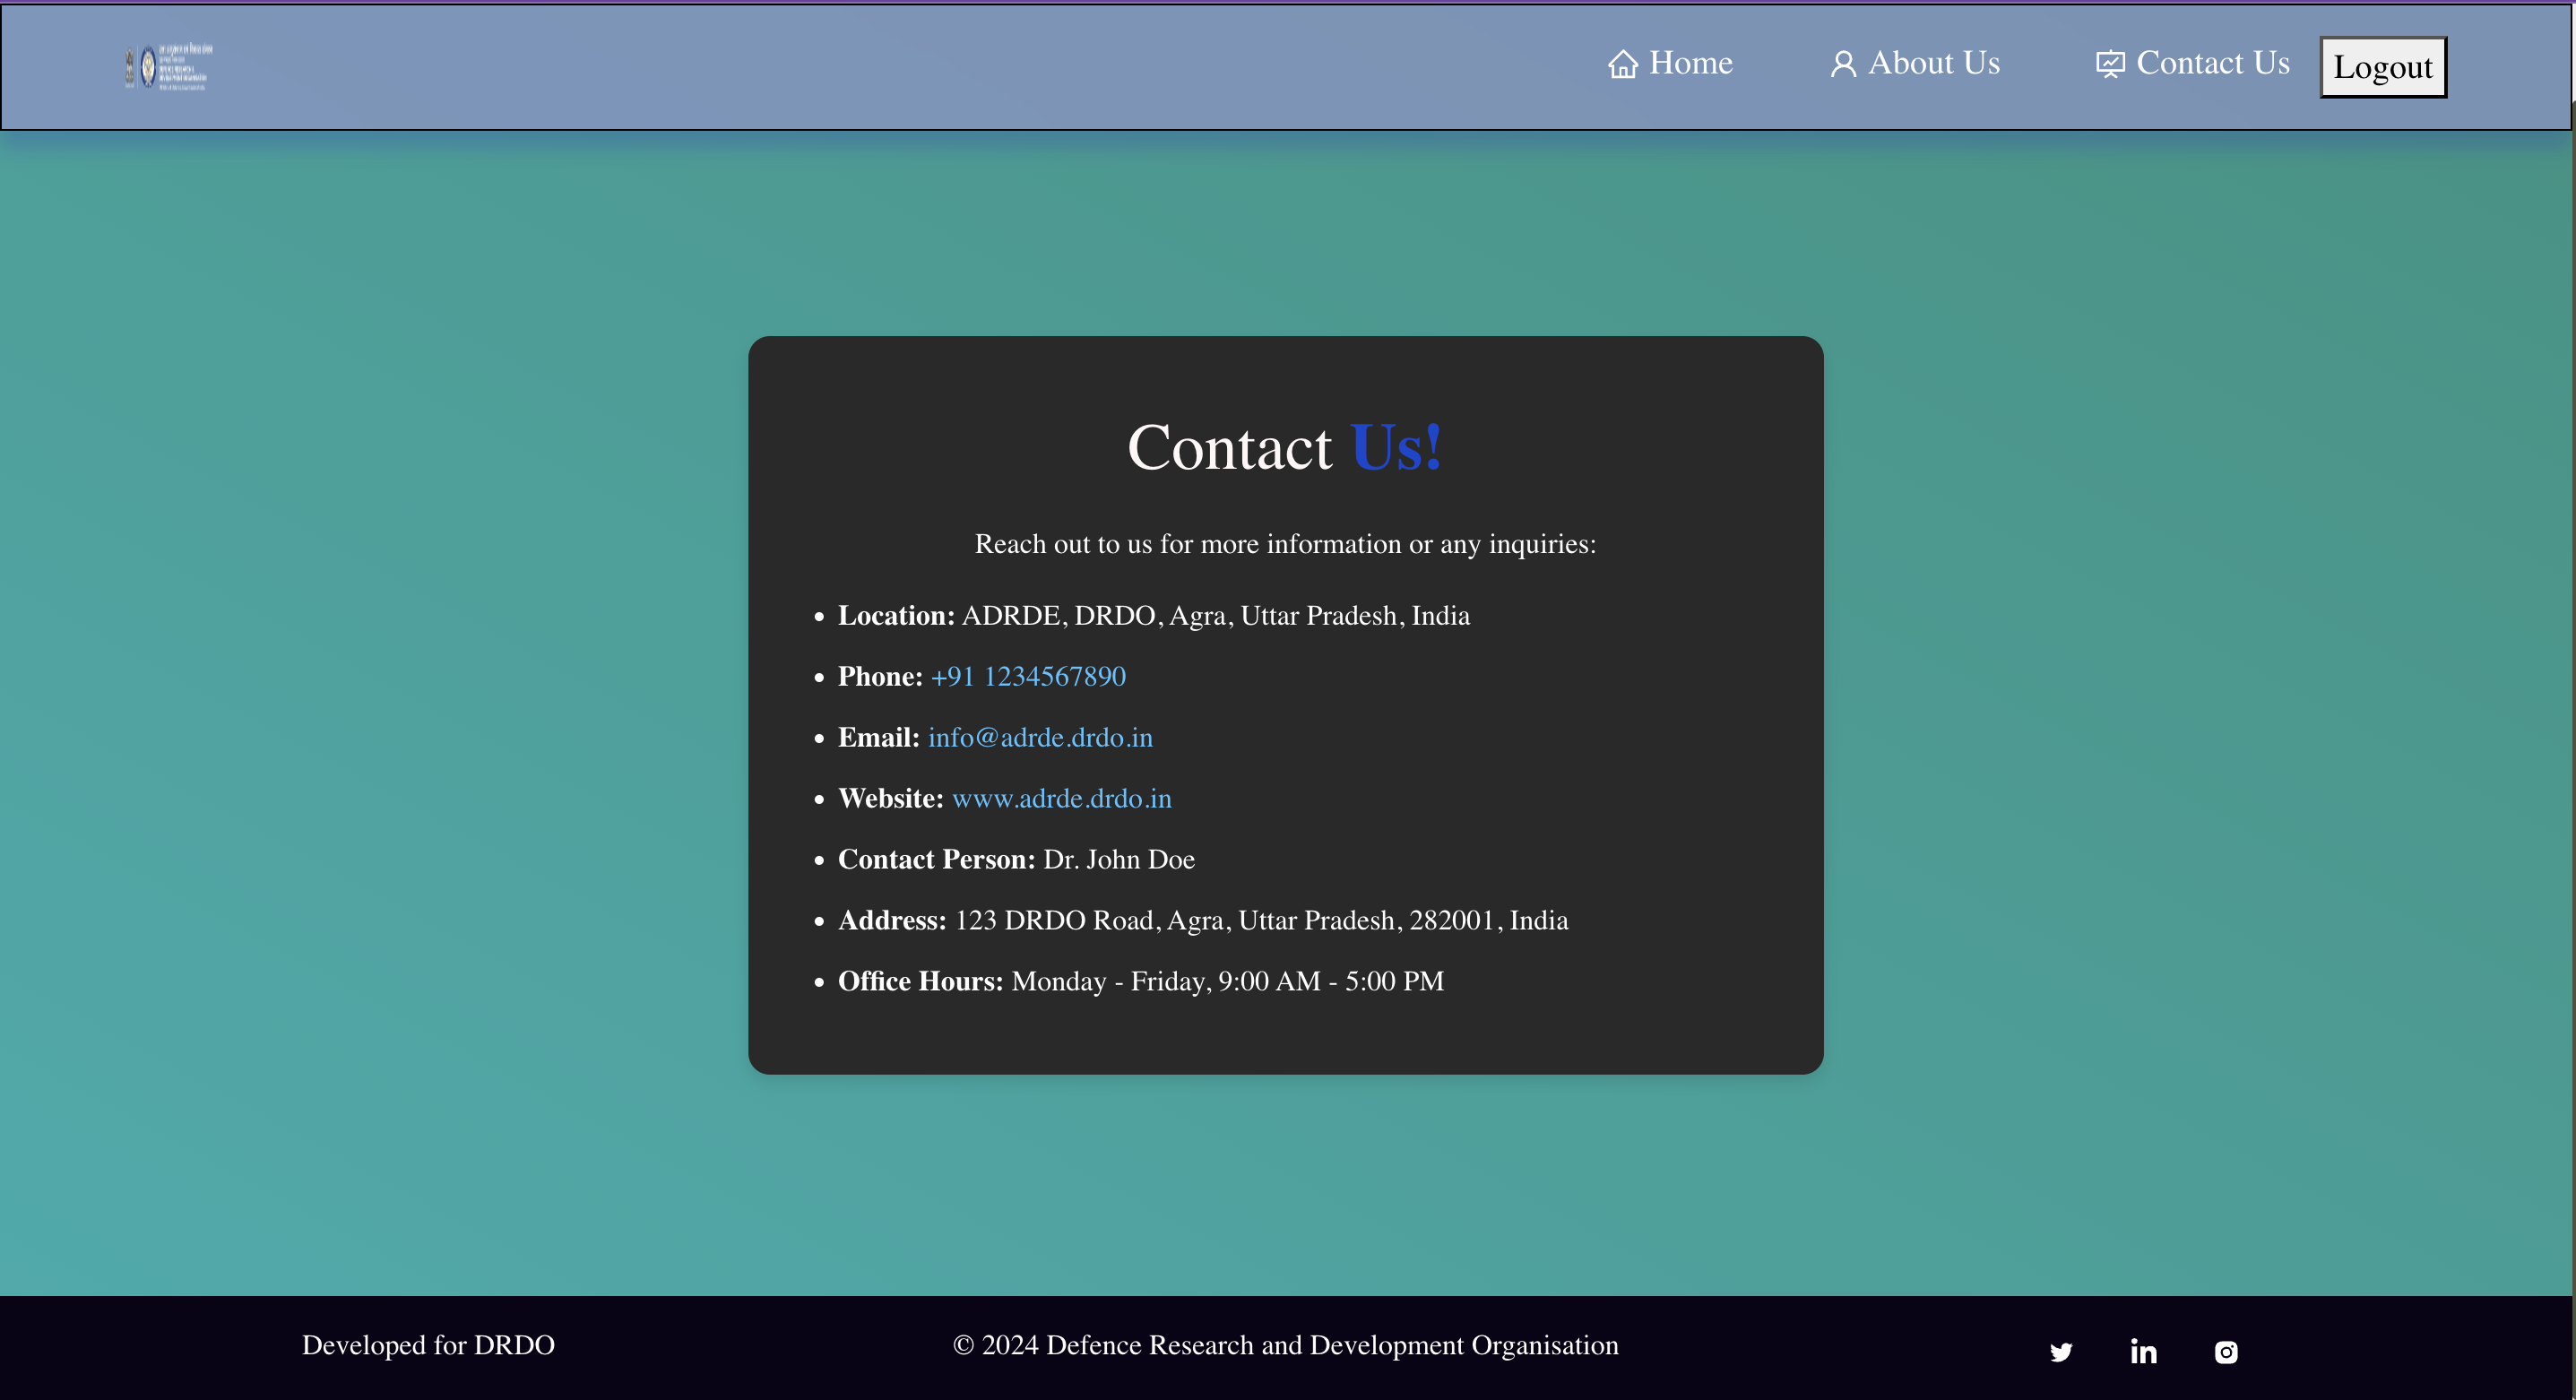 Home
About Us
Contact Us
Logout
Contact Us!
Reach out to us for more information or any inquiries:
Location: ADRDE, DRDO, Agra, Uttar Pradesh, India
Phone: +91 1234567890
Email: info@adrde.drdo.in
Website: www.adrde.drdo.in
Contact Person: Dr. John Doe
Address: 123 DRDO Road, Agra, Uttar Pradesh, 282001, India
Office Hours: Monday - Friday, 9:00 AM - 5:00 PM
Developed for DRDO
© 2024 Defence Research and Development Organisation